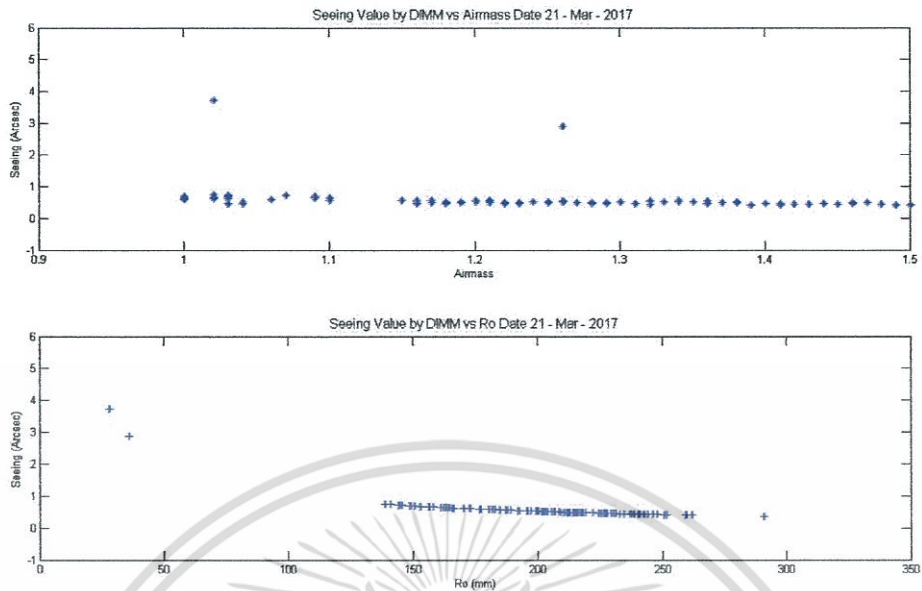 Seeing Value by DIMM vs Airmass Date 21 - Mar - 2017
6
5
4
3
2
1
0
-1
Seeing (Arcsec)
0.9 1 1.1 1.2 1.3 1.4 1.5
Airmass
Seeing Value by DIMM vs Ro Date 21 - Mar - 2017
6
5
4
3
2
1
0
-1
Seeing (Arcsec)
0 50 100 150 200 250 300 350
Ro (mm)